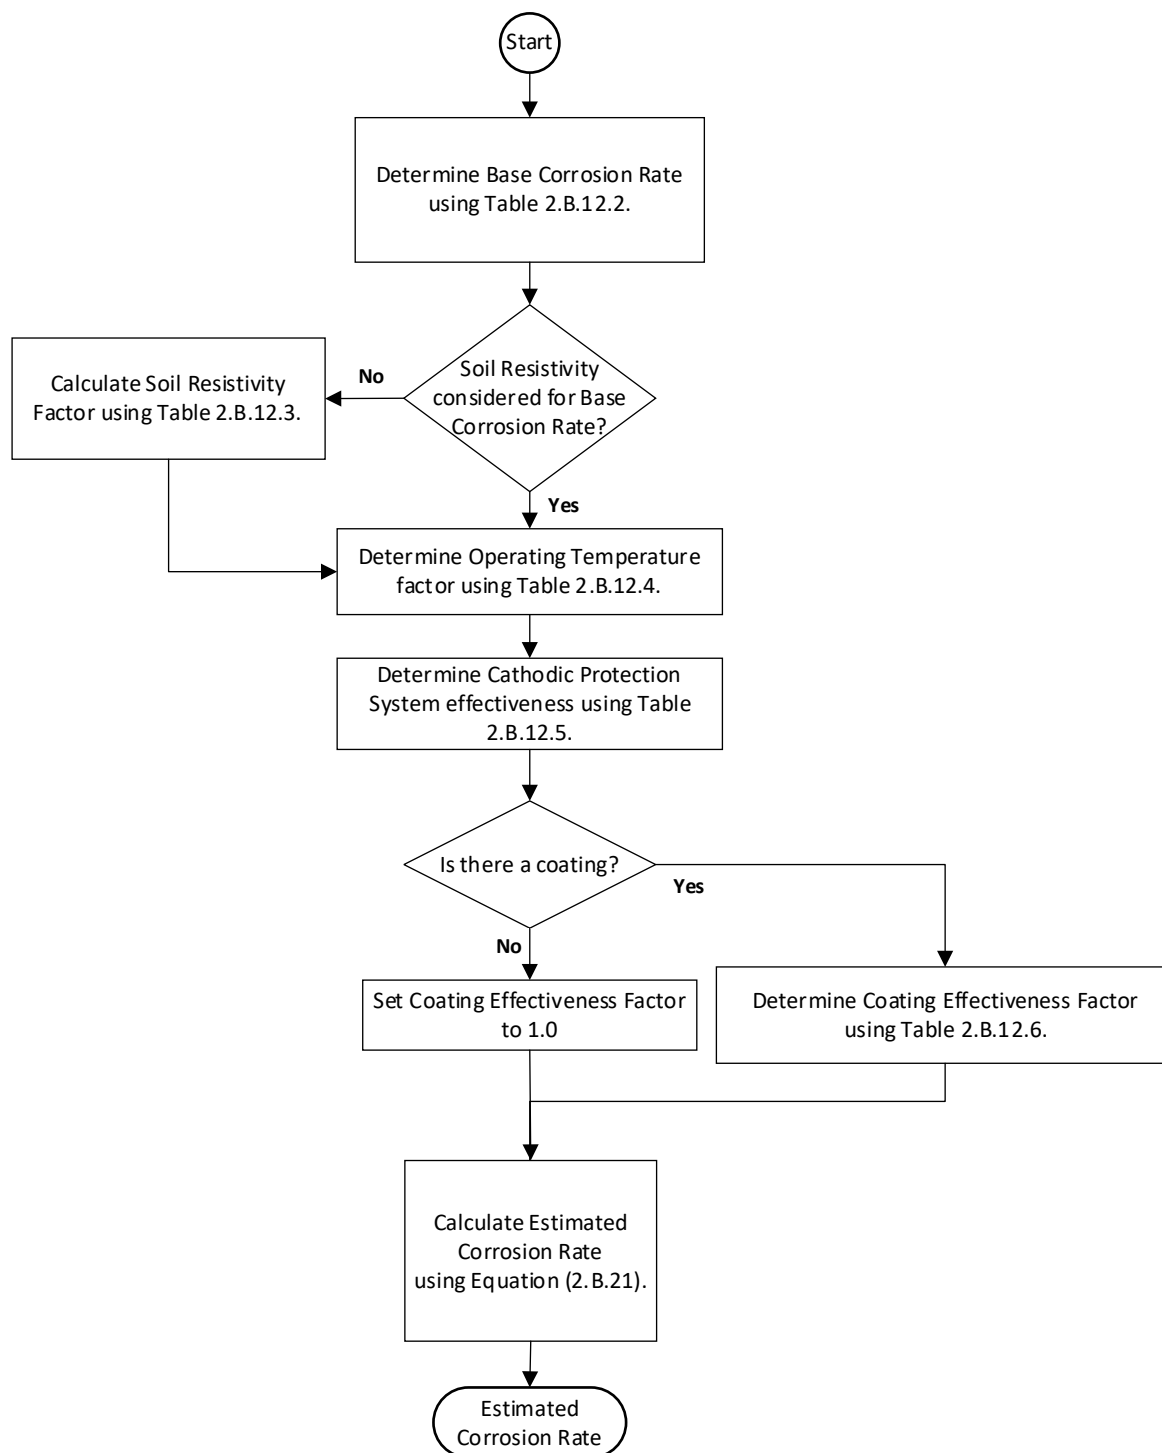 Start
Determine Base Corrosion Rate
using Table 2.B.12.2.
Soil Resistivity
considered for Base
Corrosion Rate?
No
Calculate Soil Resistivity
Factor using Table 2.B.12.3.
Yes
Determine Operating Temperature
factor using Table 2.B.12.4.
Determine Cathodic Protection
System effectiveness using Table
2.B.12.5.
Is there a coating?
Yes
No
Set Coating Effectiveness Factor
to 1.0
Determine Coating Effectiveness Factor
using Table 2.B.12.6.
Calculate Estimated
Corrosion Rate
using Equation (2.B.21).
Estimated
Corrosion Rate